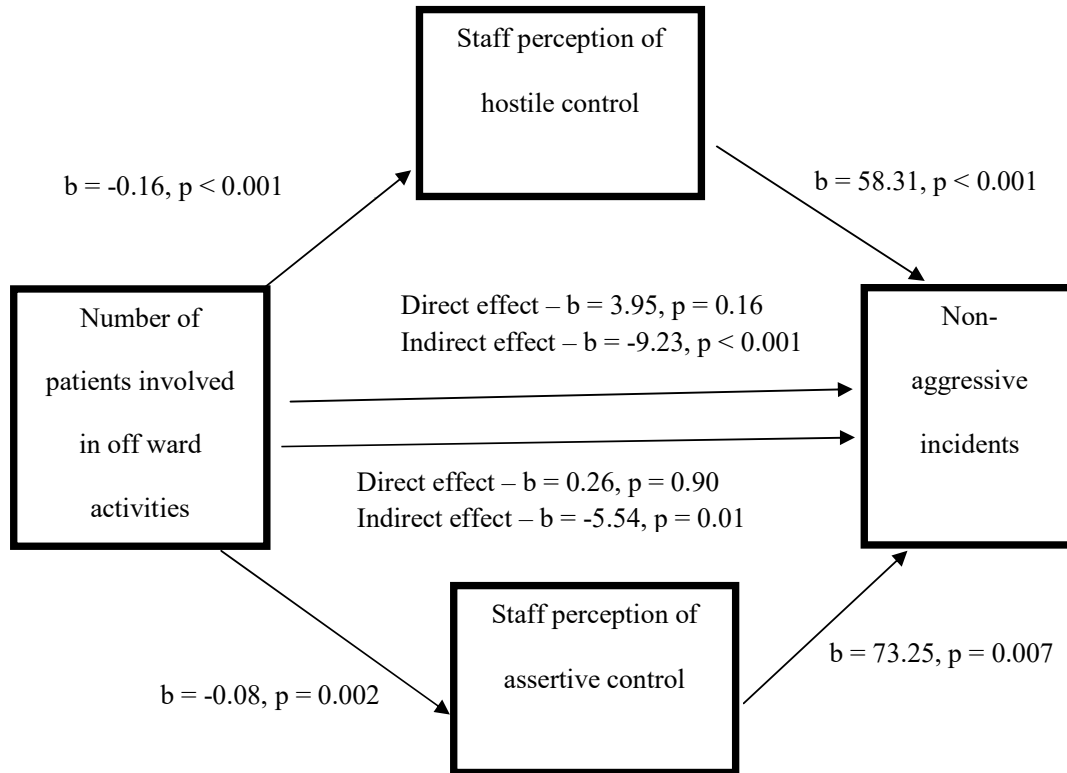 Staff perception of
hostile control
b = -0.16, p < 0.001
b = 58.31, p < 0.001
Number of
patients involved
in off ward
activities
Direct effect – b = 3.95, p = 0.16
Indirect effect – b = -9.23, p < 0.001
Non-
aggressive
incidents
Direct effect – b = 0.26, p = 0.90
Indirect effect – b = -5.54, p = 0.01
Staff perception of
assertive control
b = -0.08, p = 0.002
b = 73.25, p = 0.007